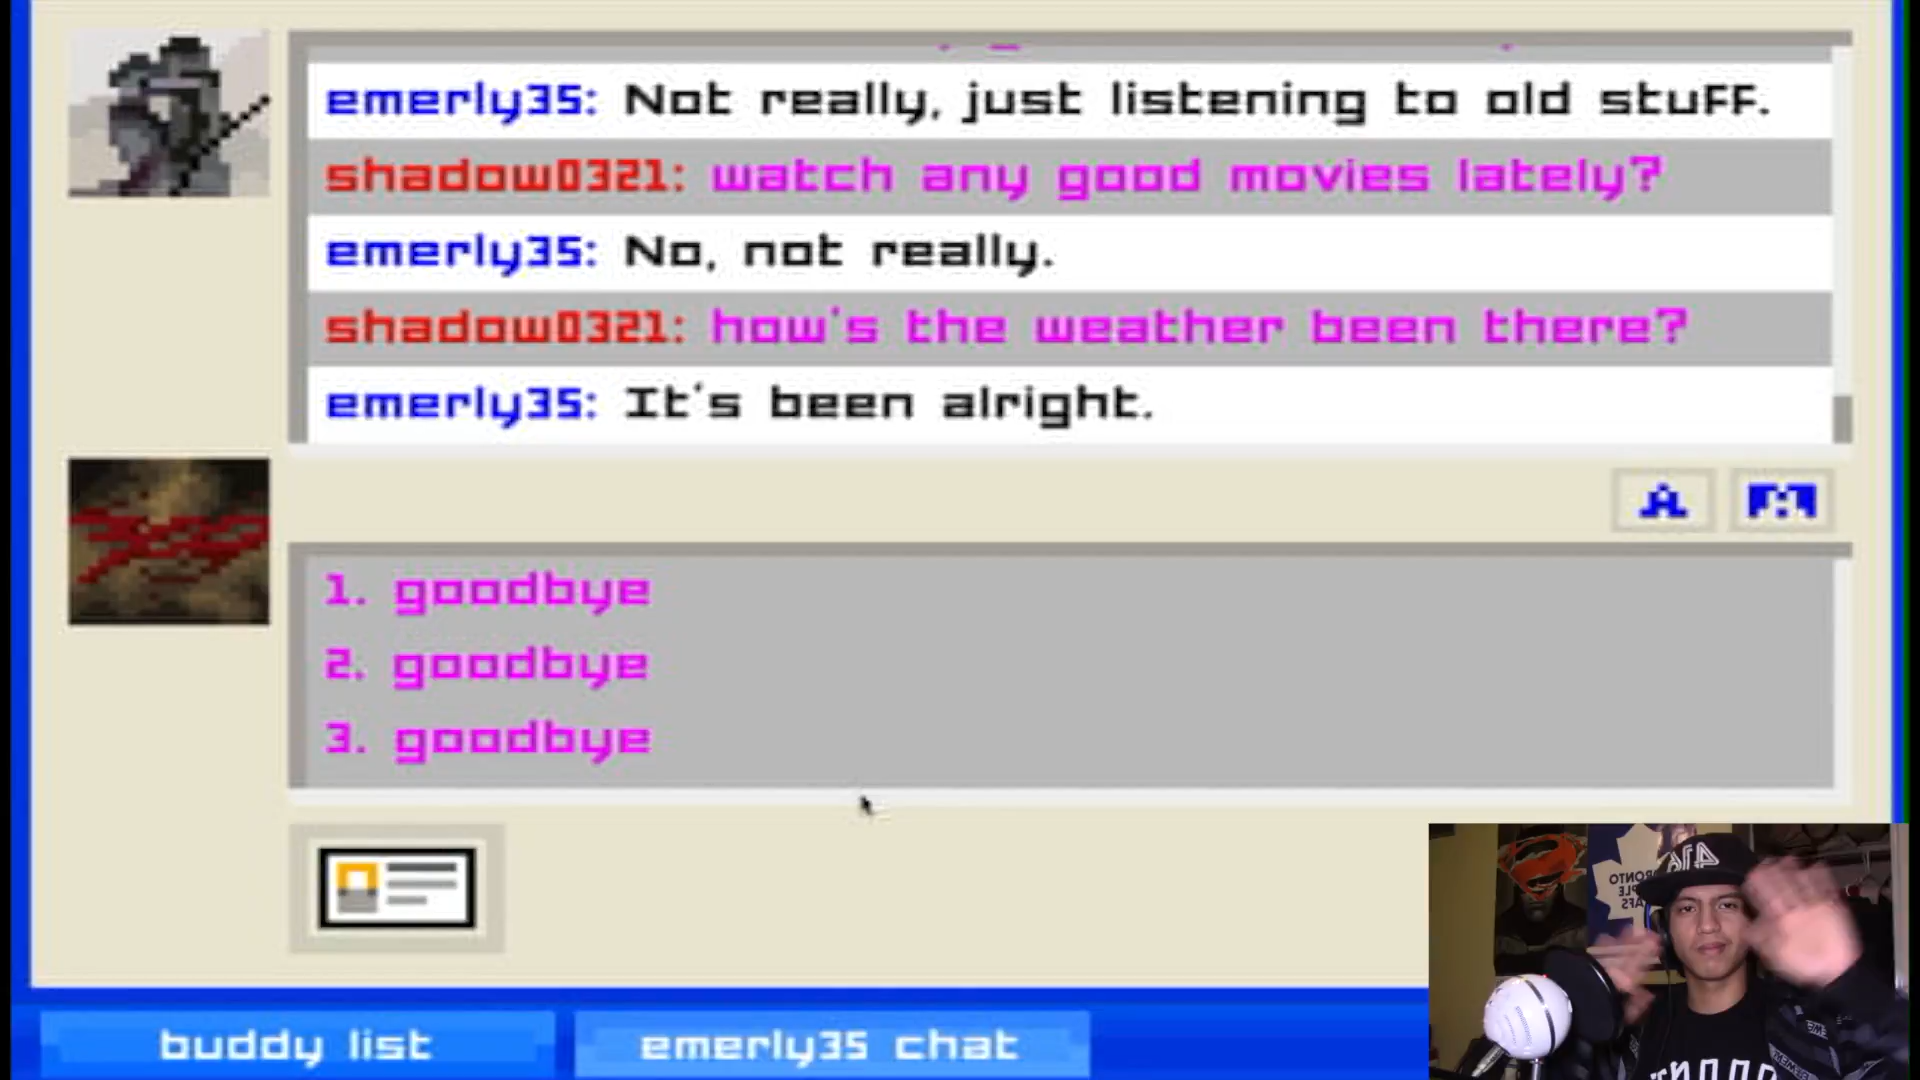 emerly35: Not really, just listening to old stuff.
shadow0321: watch any good movies lately?
emerly35: No, not really.
shadow0321: how's the weather been there?
emerly35: It's been alright.
A M
1. goodbye
2. goodbye
3. goodbye
416
TORONTO
buddy list
emerly35 chat